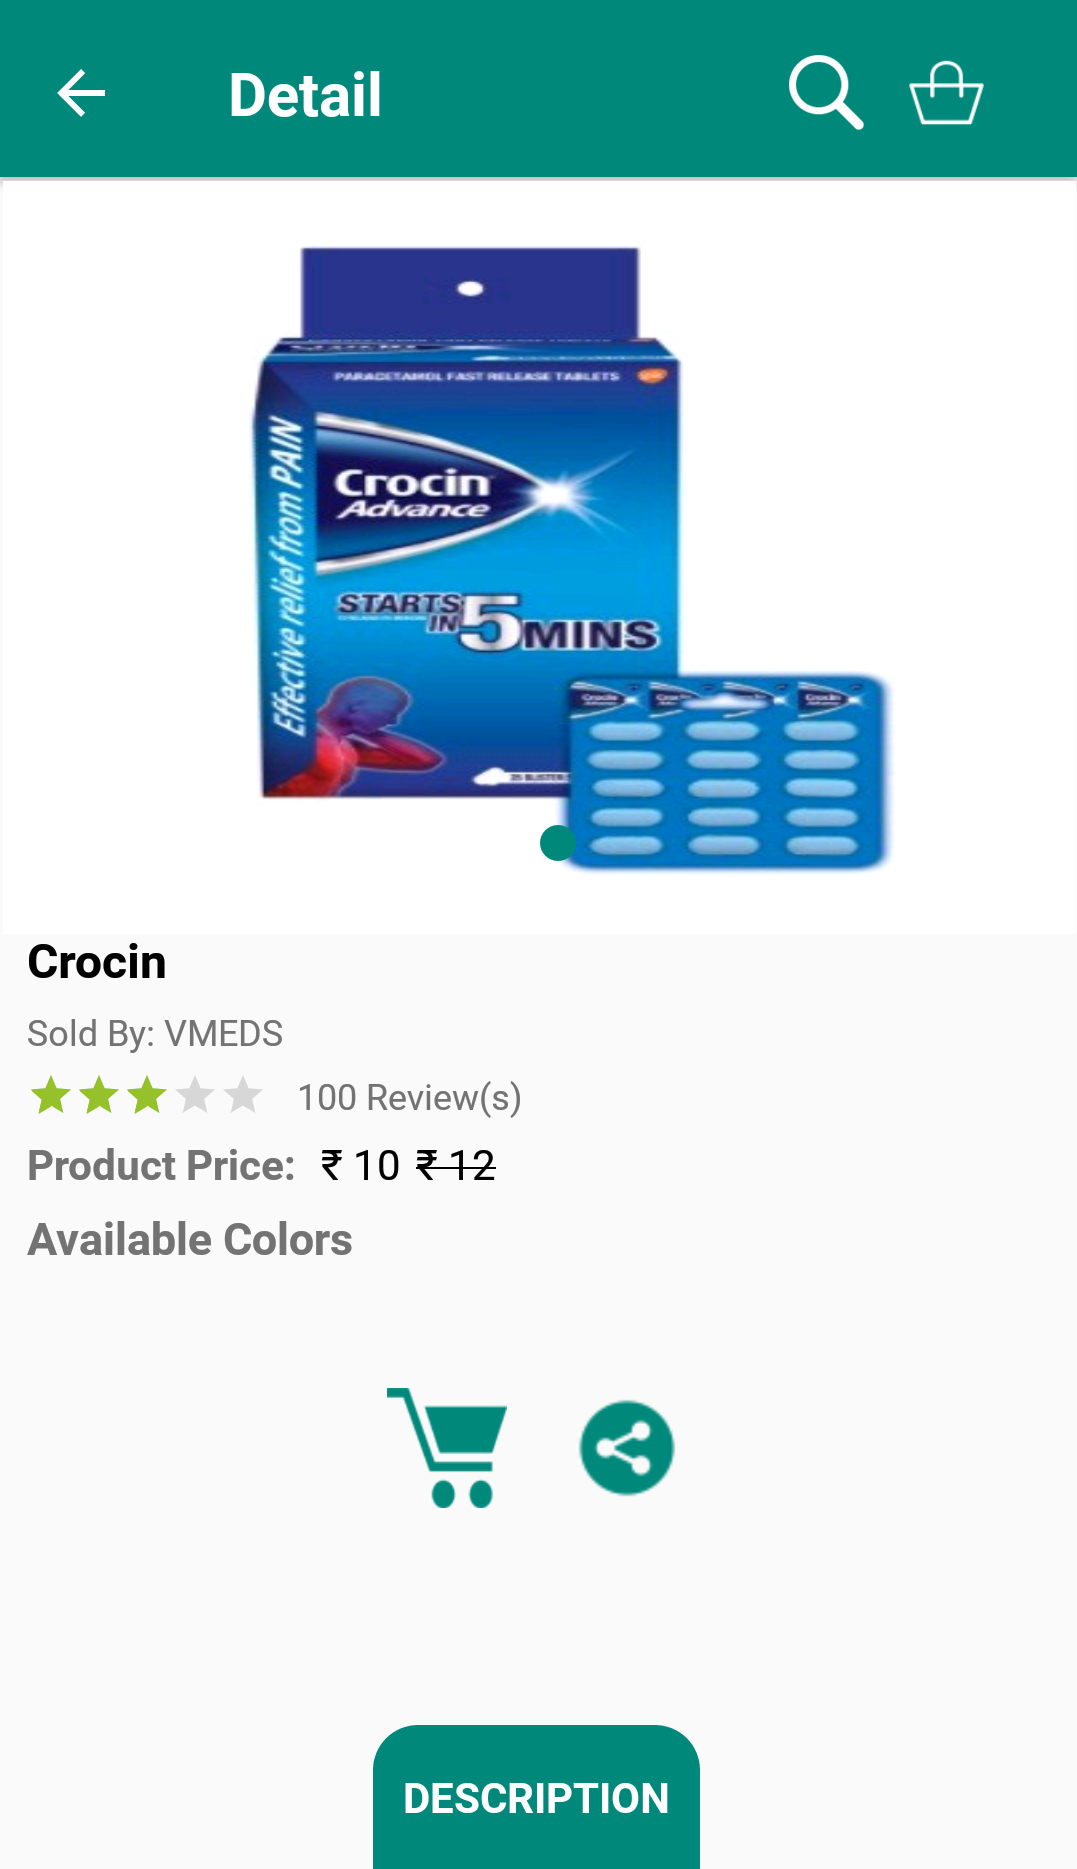 Detail
PARACETAMOL FAST RELEASE TABLETS
Effective relief from PAIN
Crocin
Advance
STARTS
IN 5 MINS
Crocin
Sold By: VMEDS
100 Review(s)
Product Price: ₹ 10 ₹ 12
Available Colors
DESCRIPTION